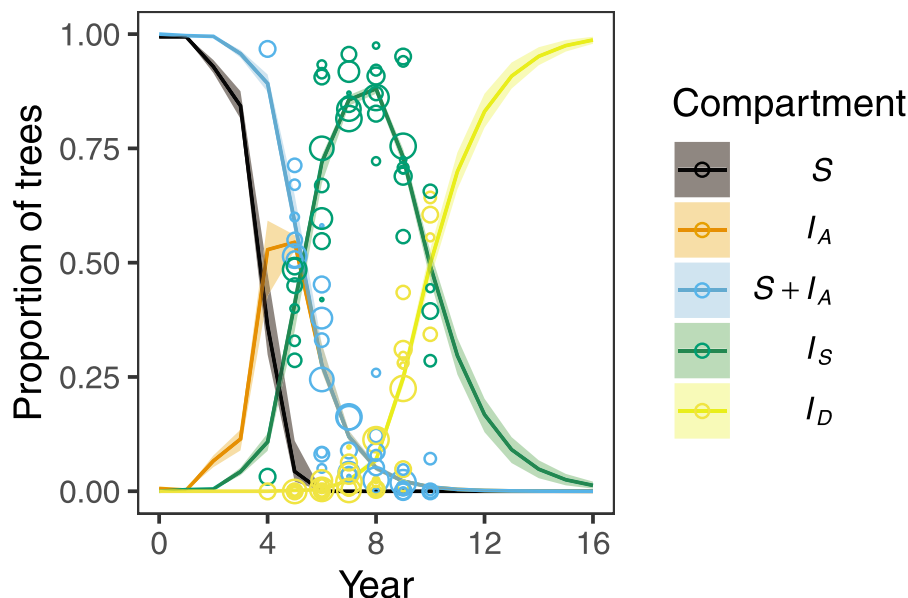 Proportion of trees
1.00
0.75
0.50
0.25
0.00
0 4 8 12 16
Year
Compartment
S
I_A
S + I_A
I_S
I_D